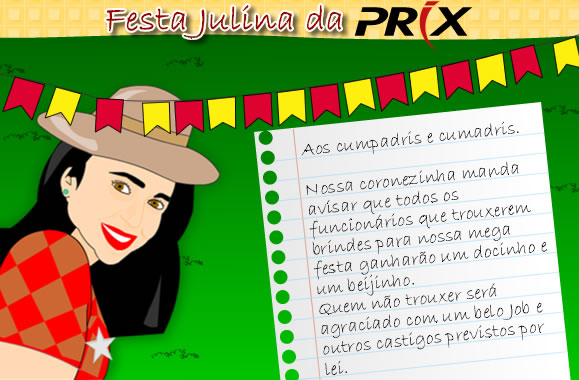 Festa Julina da PRIX
Aos cumpadris e cumadris.
Nossa coronezinha manda
avisar que todos os
funcionários que trouxerem
brindes para nossa mega
festa ganharão um docinho e
um beijinho.
Quem não trouxer será
agraciado com um belo Job e
outros castigos previstos por
lei.